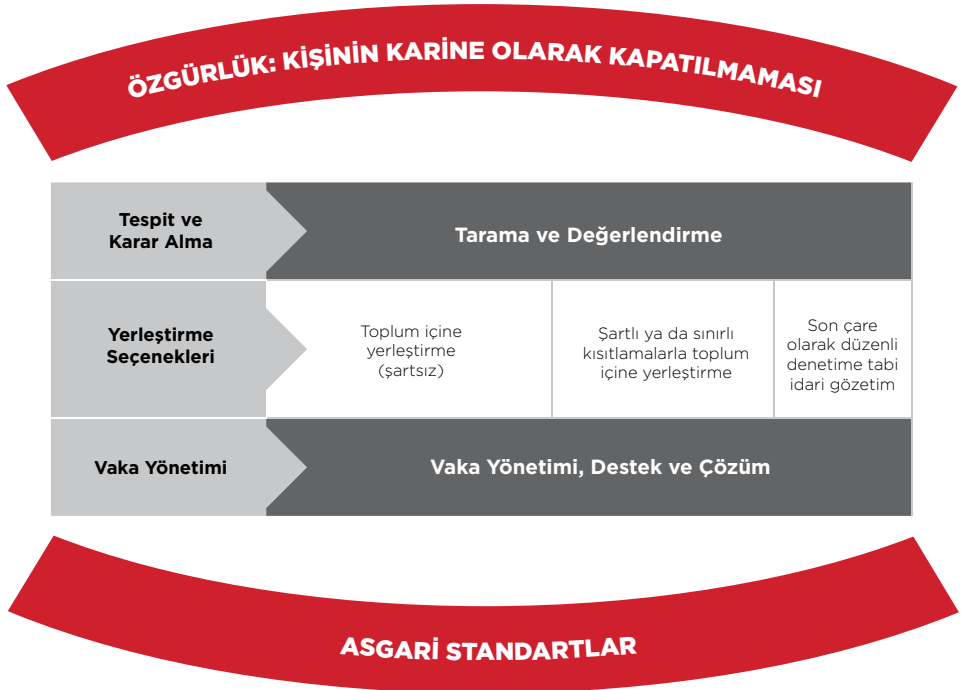 ÖZGÜRLÜK: KİŞİNİN KARİNE OLARAK KAPATILMAMASI
Tespit ve
Karar Alma
Tarama ve Değerlendirme
Yerleştirme
Seçenekleri
Toplum içine
yerleştirme
(şartsız)
Şartlı ya da sınırlı
kısıtlamalarla toplum
içine yerleştirme
Son çare
olarak düzenli
denetime tabi
idari gözetim
Vaka Yönetimi
Vaka Yönetimi, Destek ve Çözüm
ASGARİ STANDARTLAR